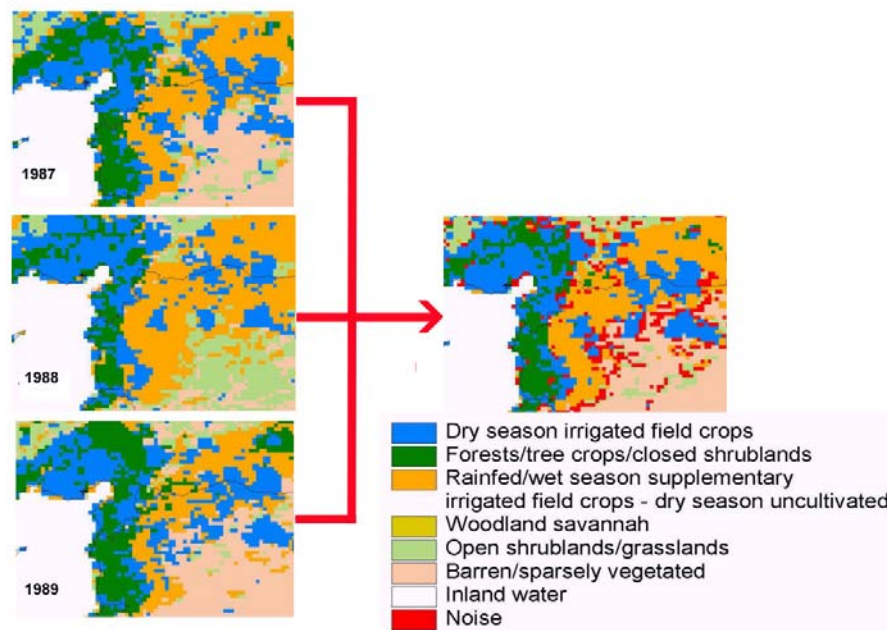 1987
1988
1989
Dry season irrigated field crops
Forests/tree crops/closed shrublands
Rainfed/wet season supplementary
irrigated field crops - dry season uncultivated
Woodland savannah
Open shrublands/grasslands
Barren/sparsely vegetated
Inland water
Noise